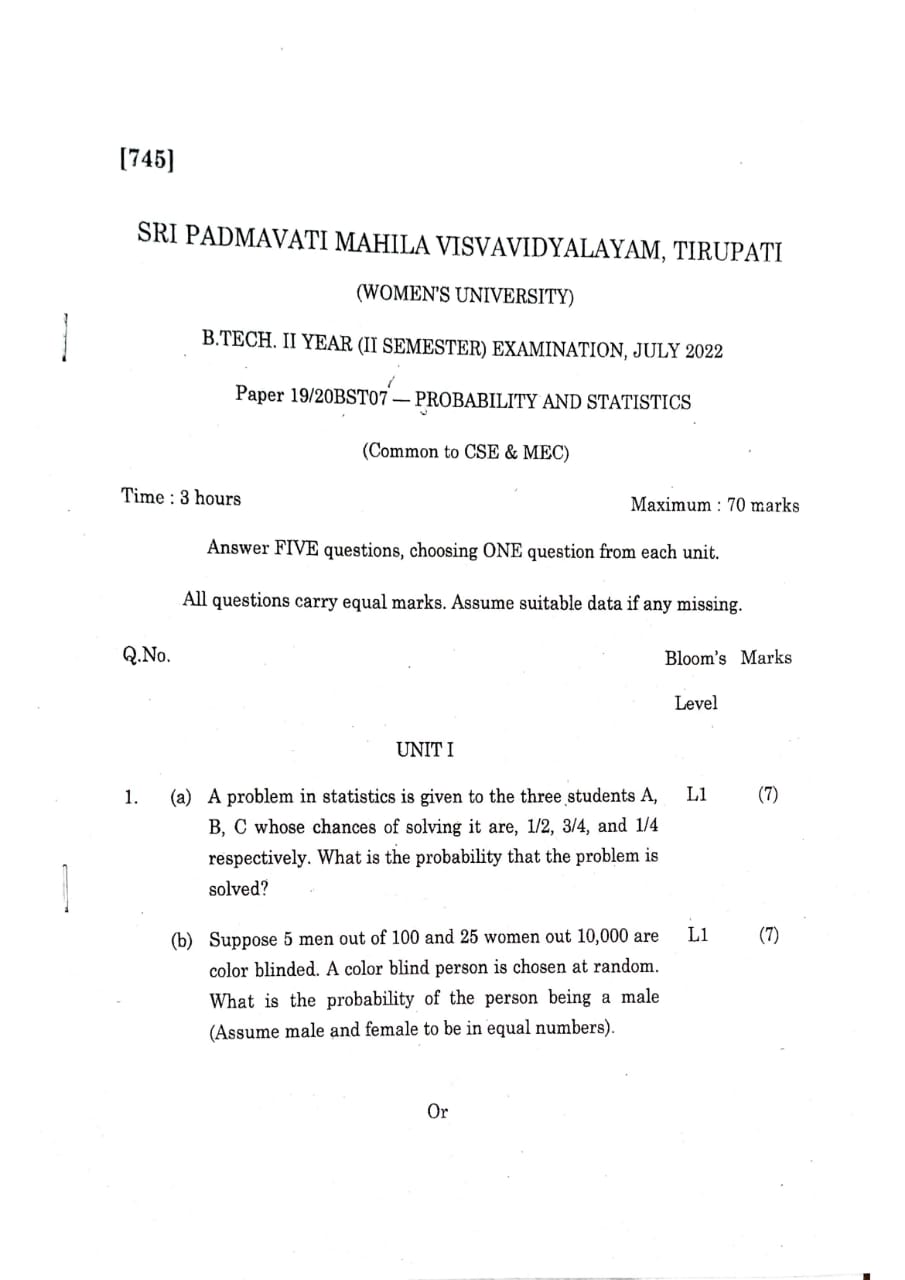 [745]
SRI PADMAVATI MAHILA VISVAVIDYALAYAM, TIRUPATI
(WOMEN'S UNIVERSITY)
B.TECH. II YEAR (II SEMESTER) EXAMINATION, JULY 2022
Paper 19/20BST07 — PROBABILITY AND STATISTICS
(Common to CSE & MEC)
Time : 3 hours Maximum : 70 marks
Answer FIVE questions, choosing ONE question from each unit.
All questions carry equal marks. Assume suitable data if any missing.
Q.No. Bloom's Marks
Level
UNIT I
1. (a) A problem in statistics is given to the three students A, L1 (7)
B, C whose chances of solving it are, 1/2, 3/4, and 1/4
respectively. What is the probability that the problem is
solved?
(b) Suppose 5 men out of 100 and 25 women out 10,000 are L1 (7)
color blinded. A color blind person is chosen at random.
What is the probability of the person being a male
(Assume male and female to be in equal numbers).
Or